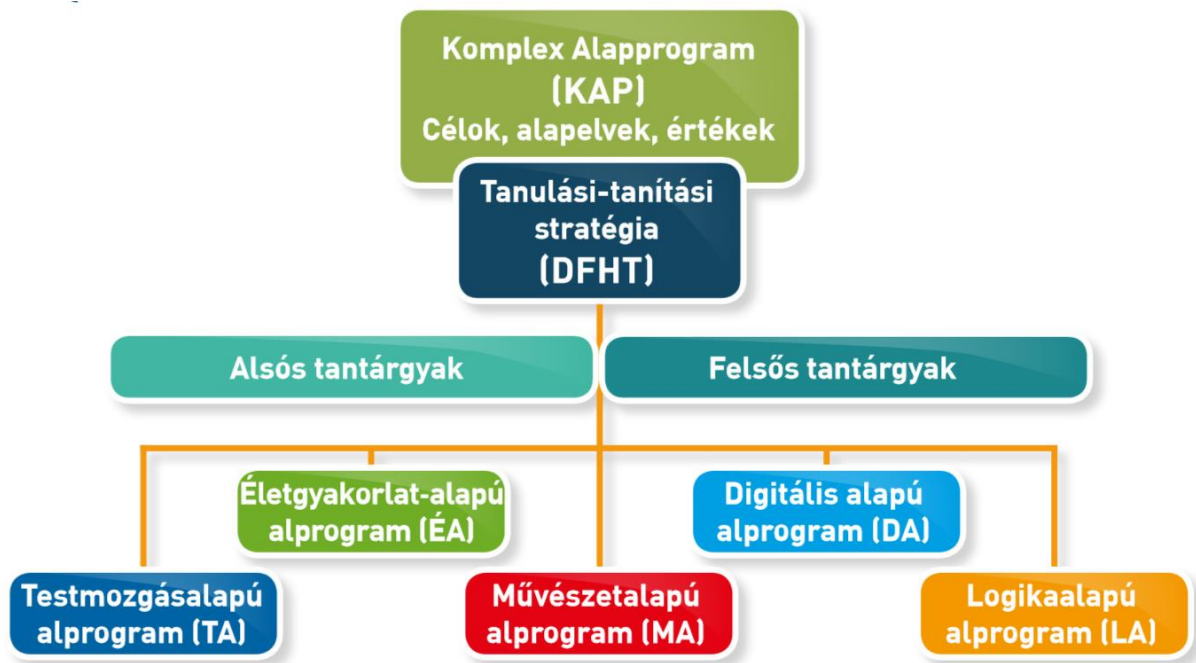 Komplex Alapprogram
(KAP)
Célok, alapelvek, értékek
Tanulási-tanítási
stratégia
(DFHT)
Alsós tantárgyak
Felsős tantárgyak
Életgyakorlat-alapú
alprogram (ÉA)
Digitális alapú
alprogram (DA)
Testmozgásalapú
alprogram (TA)
Művészetalapú
alprogram (MA)
Logikaalapú
alprogram (LA)